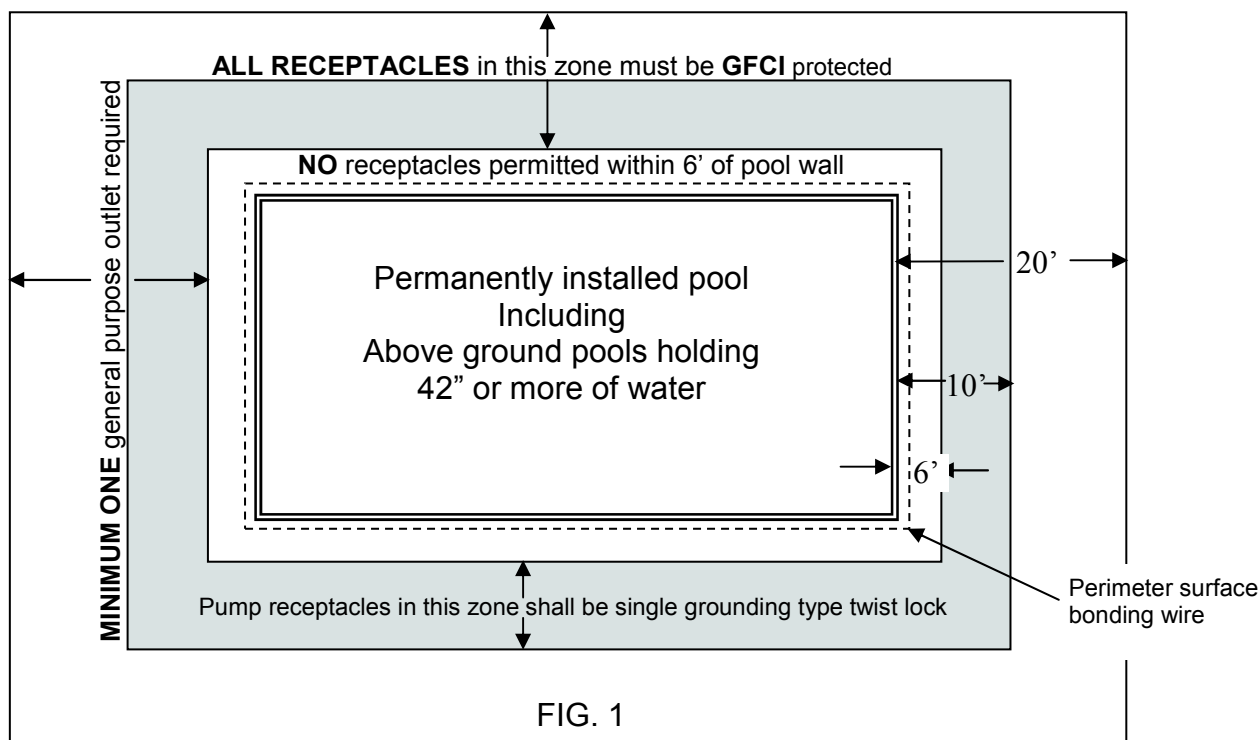 ALL RECEPTACLES in this zone must be GFCI protected
MINIMUM ONE general purpose outlet required
NO receptacles permitted within 6’ of pool wall
Permanently installed pool
Including
Above ground pools holding
42” or more of water
20’
10’
6’
Perimeter surface
bonding wire
Pump receptacles in this zone shall be single grounding type twist lock
FIG. 1